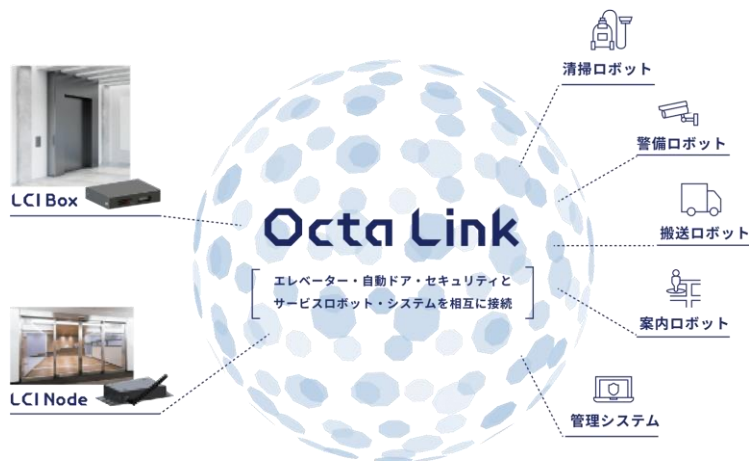 清掃ロボット
警備ロボット
LCI Box
Octa Link
搬送ロボット
エレベーター・自動ドア・セキュリティと
サービスロボット・システムを相互に接続
案内ロボット
LCI Node
管理システム